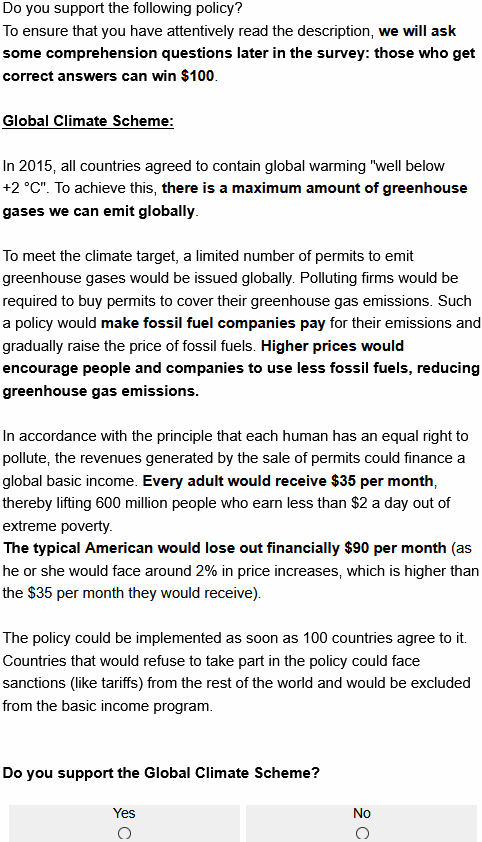 Do you support the following policy?
To ensure that you have attentively read the description, we will ask
some comprehension questions later in the survey: those who get
correct answers can win $100.
Global Climate Scheme:
In 2015, all countries agreed to contain global warming "well below
+2 °C". To achieve this, there is a maximum amount of greenhouse
gases we can emit globally.
To meet the climate target, a limited number of permits to emit
greenhouse gases would be issued globally. Polluting firms would be
required to buy permits to cover their greenhouse gas emissions. Such
a policy would make fossil fuel companies pay for their emissions and
gradually raise the price of fossil fuels. Higher prices would
encourage people and companies to use less fossil fuels, reducing
greenhouse gas emissions.
In accordance with the principle that each human has an equal right to
pollute, the revenues generated by the sale of permits could finance a
global basic income. Every adult would receive $35 per month,
thereby lifting 600 million people who earn less than $2 a day out of
extreme poverty.
The typical American would lose out financially $90 per month (as
he or she would face around 2% in price increases, which is higher than
the $35 per month they would receive).
The policy could be implemented as soon as 100 countries agree to it.
Countries that would refuse to take part in the policy could face
sanctions (like tariffs) from the rest of the world and would be excluded
from the basic income program.
Do you support the Global Climate Scheme?
Yes No